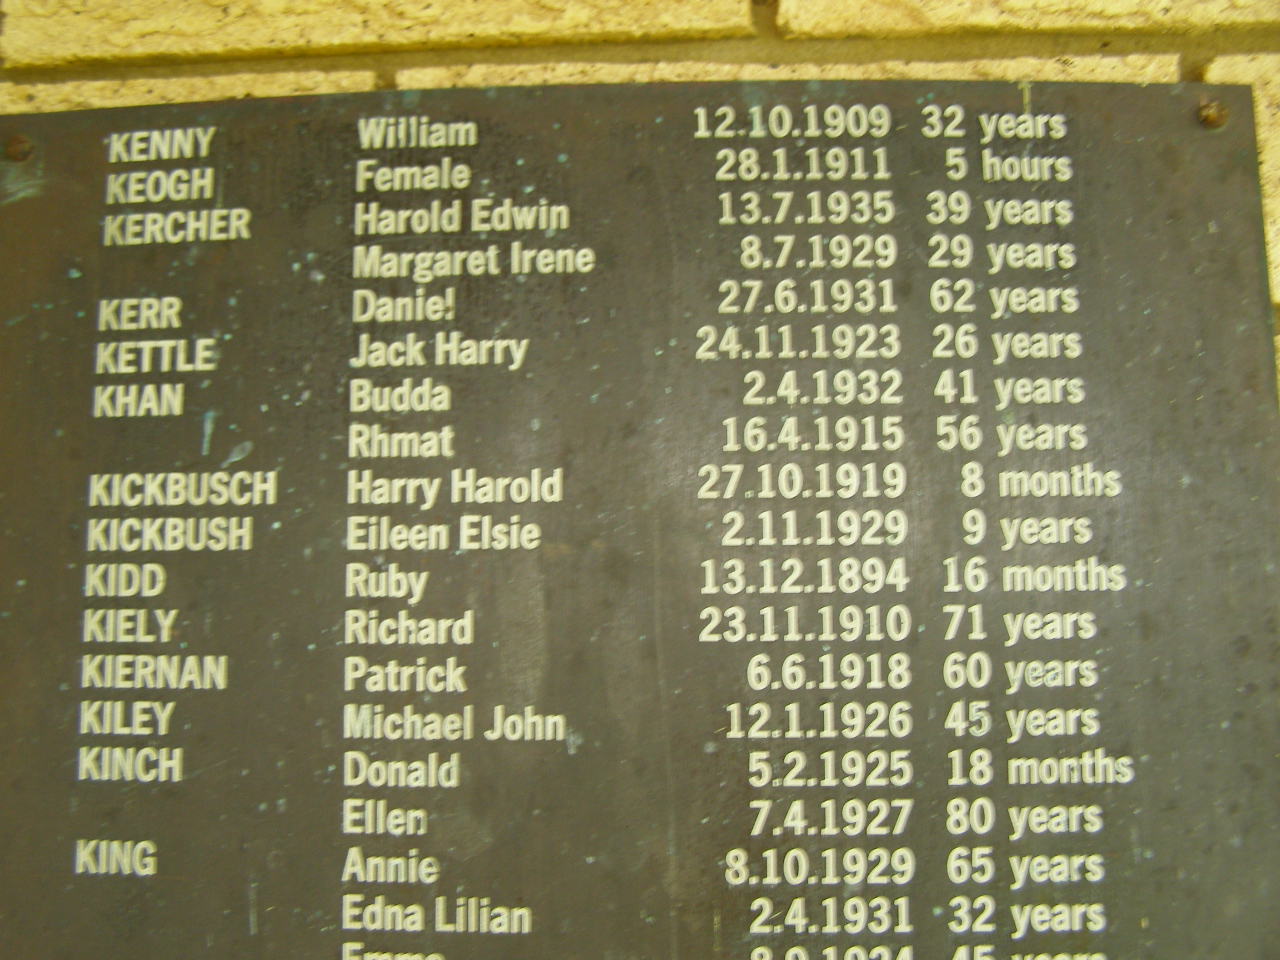 KENNY William 12.10.1909 32 years
KEOGH Female 28.1.1911 5 hours
KERCHER Harold Edwin 13.7.1935 39 years
Margaret Irene 8.7.1929 29 years
KERR Daniel 27.6.1931 62 years
KETTLE Jack Harry 24.11.1923 26 years
KHAN Budda 2.4.1932 41 years
Rhmat 16.4.1915 56 years
KICKBUSCH Harry Harold 27.10.1919 8 months
KICKBUSH Eileen Elsie 2.11.1929 9 years
KIDD Ruby 13.12.1894 16 months
KIELY Richard 23.11.1910 71 years
KIERNAN Patrick 6.6.1918 60 years
KILEY Michael John 12.1.1926 45 years
KINCH Donald 5.2.1925 18 months
Ellen 7.4.1927 80 years
KING Annie 8.10.1929 65 years
Edna Lilian 2.4.1931 32 years